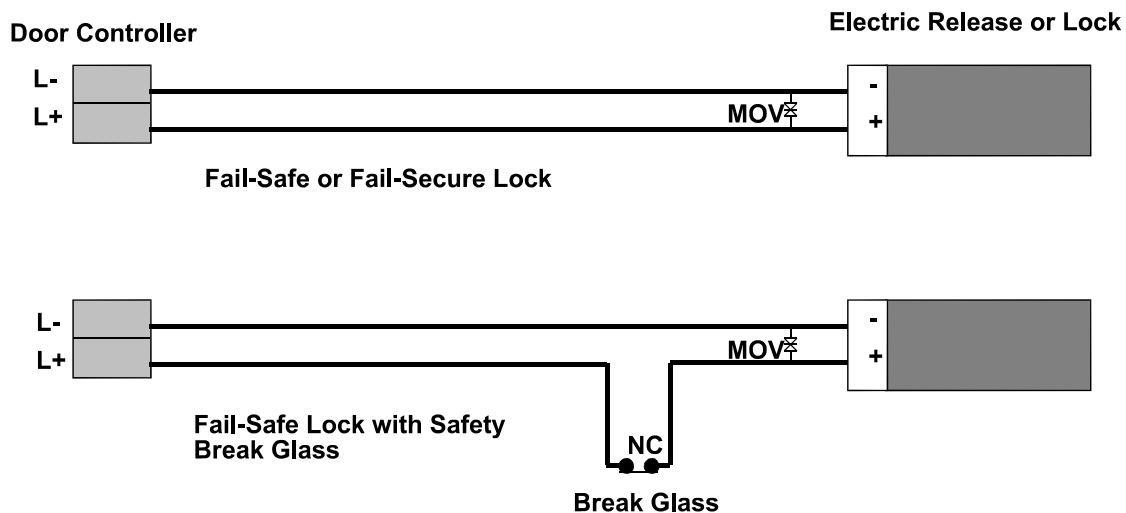 Door Controller
Electric Release or Lock
L-
-
L+
MOV
+
Fail-Safe or Fail-Secure Lock
L-
-
L+
MOV
+
Fail-Safe Lock with Safety
Break Glass
NC
Break Glass